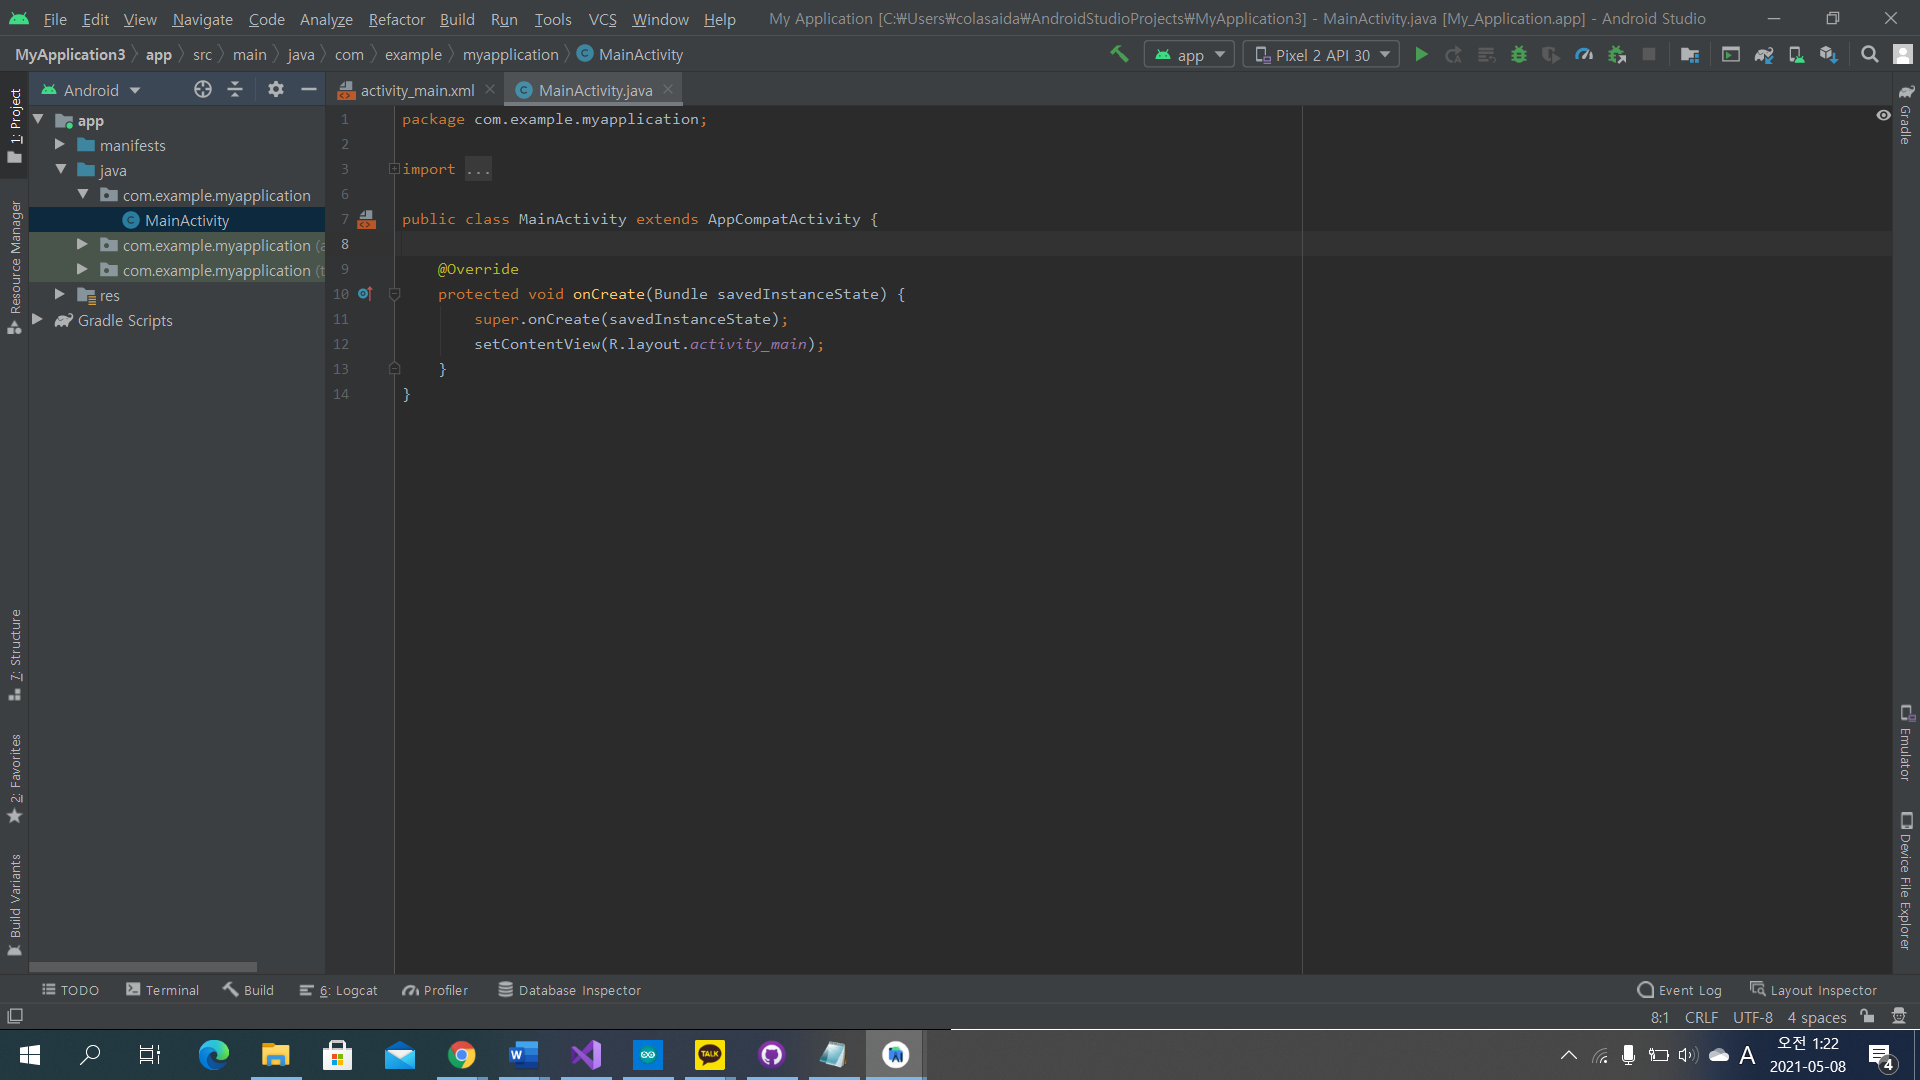 File Edit View Navigate Code Analyze Refactor Build Run Tools VCS Window Help My Application [C:₩Users₩colasaida₩AndroidStudioProjects₩MyApplication3] - MainActivity.java [My_Application.app] - Android Studio
MyApplication3 app src main java com example myapplication MainActivity app Pixel 2 API 30
Android activity_main.xml MainActivity.java
1: Project
Resource Manager
7: Structure
2: Favorites
Build Variants
app
manifests
java
com.example.myapplication
MainActivity
com.example.myapplication (a
com.example.myapplication (t
res
Gradle Scripts
1 package com.example.myapplication;
2
3 import ...
6
7 public class MainActivity extends AppCompatActivity {
8
9 @Override
10 protected void onCreate(Bundle savedInstanceState) {
11 super.onCreate(savedInstanceState);
12 setContentView(R.layout.activity_main);
13 }
14 }
Gradle
Emulator
Device File Explorer
TODO Terminal Build 6: Logcat Profiler Database Inspector Event Log Layout Inspector
8:1 CRLF UTF-8 4 spaces
W TALK A 오전 1:22
2021-05-08 4